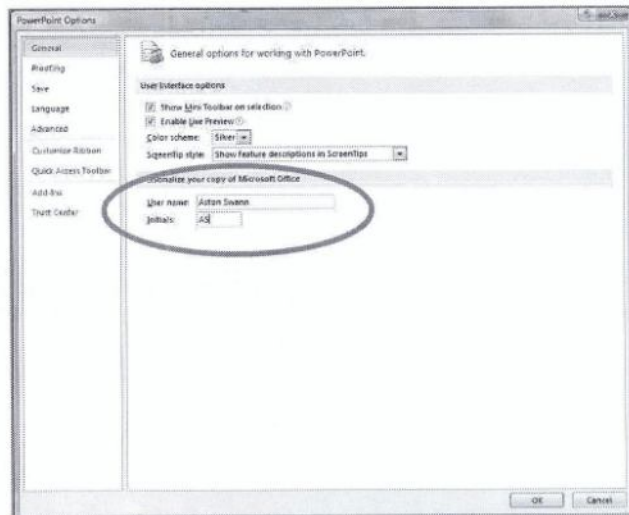 PowerPoint Options
General
Proofing
Save
Language
Advanced
Customize Ribbon
Quick Access Toolbar
Add-Ins
Trust Center
General options for working with PowerPoint.
User Interface options
Show Mini Toolbar on selection
Enable Live Preview
Color scheme: Silver
ScreenTip style: Show feature descriptions in ScreenTips
sonalize your copy of Microsoft Office
User name: Aston Swann
Initials: AS
OK
Cancel